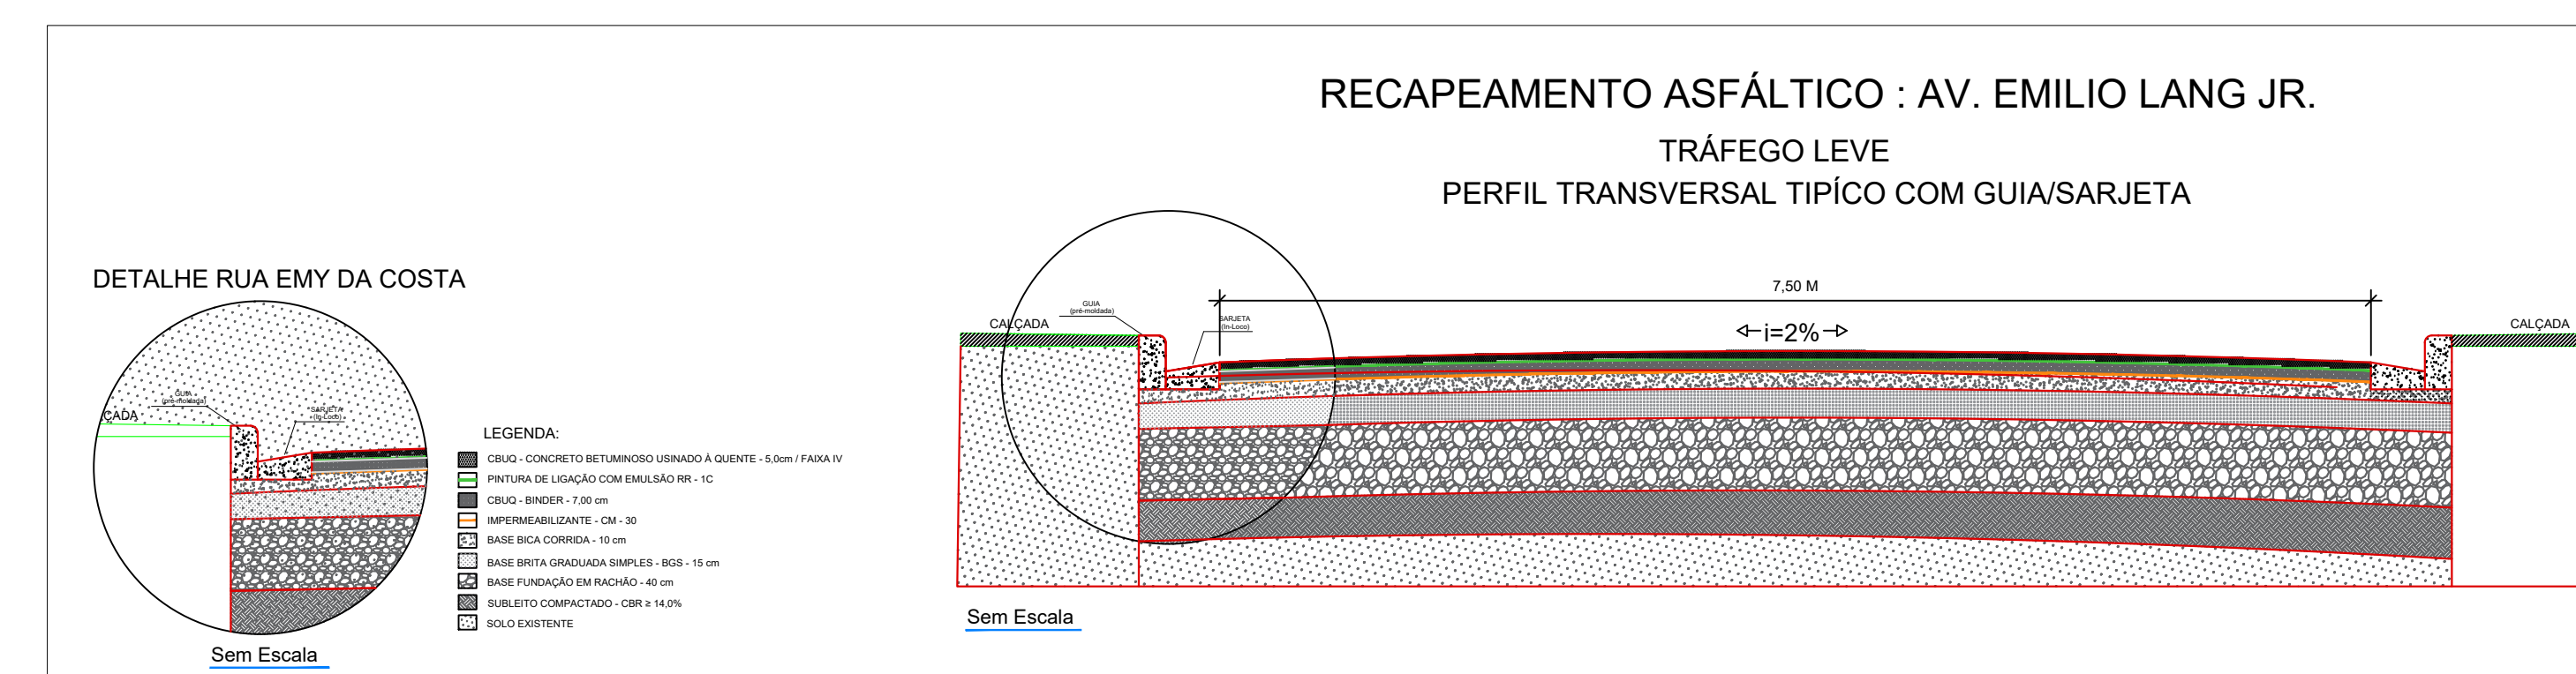 RECAPEAMENTO ASFÁLTICO : AV. EMILIO LANG JR.
TRÁFEGO LEVE
PERFIL TRANSVERSAL TIPÍCO COM GUIA/SARJETA
DETALHE RUA EMY DA COSTA
GUIA
(pré-moldada)
SARJETA
(In-Loco)
CADA
Sem Escala
LEGENDA:
CBUQ - CONCRETO BETUMINOSO USINADO À QUENTE - 5,0cm / FAIXA IV
PINTURA DE LIGAÇÃO COM EMULSÃO RR - 1C
CBUQ - BINDER - 7,00 cm
IMPERMEABILIZANTE - CM - 30
BASE BICA CORRIDA - 10 cm
BASE BRITA GRADUADA SIMPLES - BGS - 15 cm
BASE FUNDAÇÃO EM RACHÃO - 40 cm
SUBLEITO COMPACTADO - CBR ≥ 14,0%
SOLO EXISTENTE
7,50 M
GUIA
(pré-moldada)
SARJETA
(In-Loco)
CALÇADA
i=2%
CALÇADA
Sem Escala